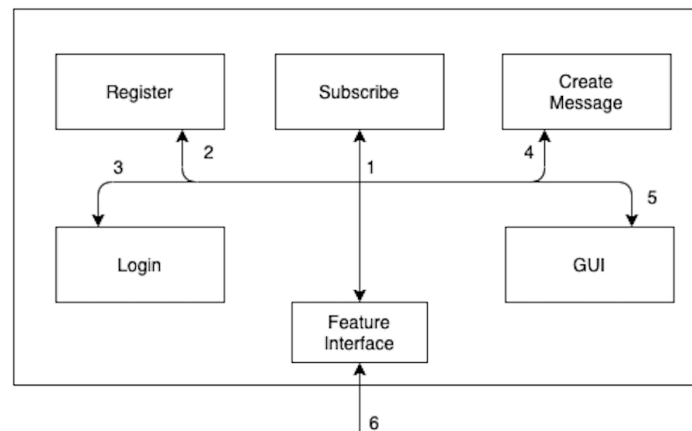 Register
Subscribe
Create
Message
2
4
3
1
5
Login
GUI
Feature
Interface
6